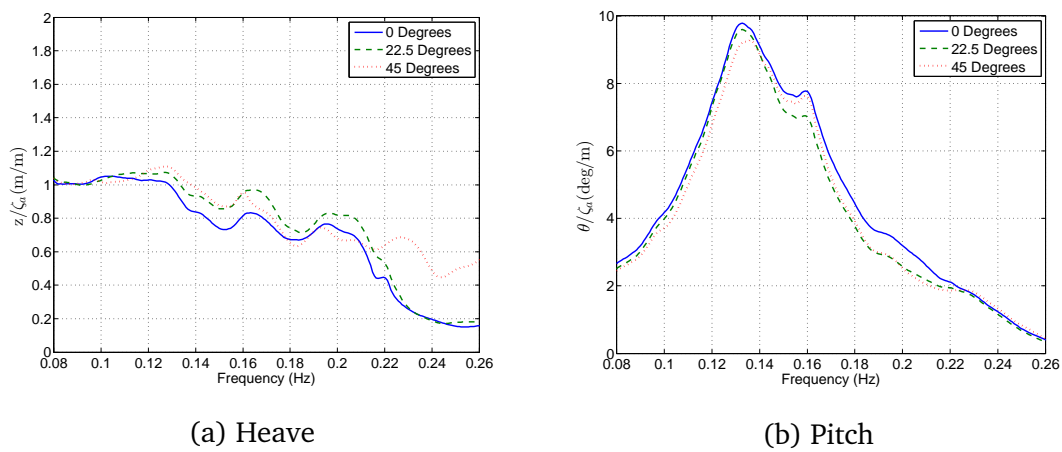 z/ζₐ(m/m)
2
1.8
1.6
1.4
1.2
1
0.8
0.6
0.4
0.2
0
0.08 0.1 0.12 0.14 0.16 0.18 0.2 0.22 0.24 0.26
Frequency (Hz)
0 Degrees
22.5 Degrees
45 Degrees
(a) Heave
θ/ζₐ(deg/m)
10
8
6
4
2
0
0.08 0.1 0.12 0.14 0.16 0.18 0.2 0.22 0.24 0.26
Frequency (Hz)
0 Degrees
22.5 Degrees
45 Degrees
(b) Pitch